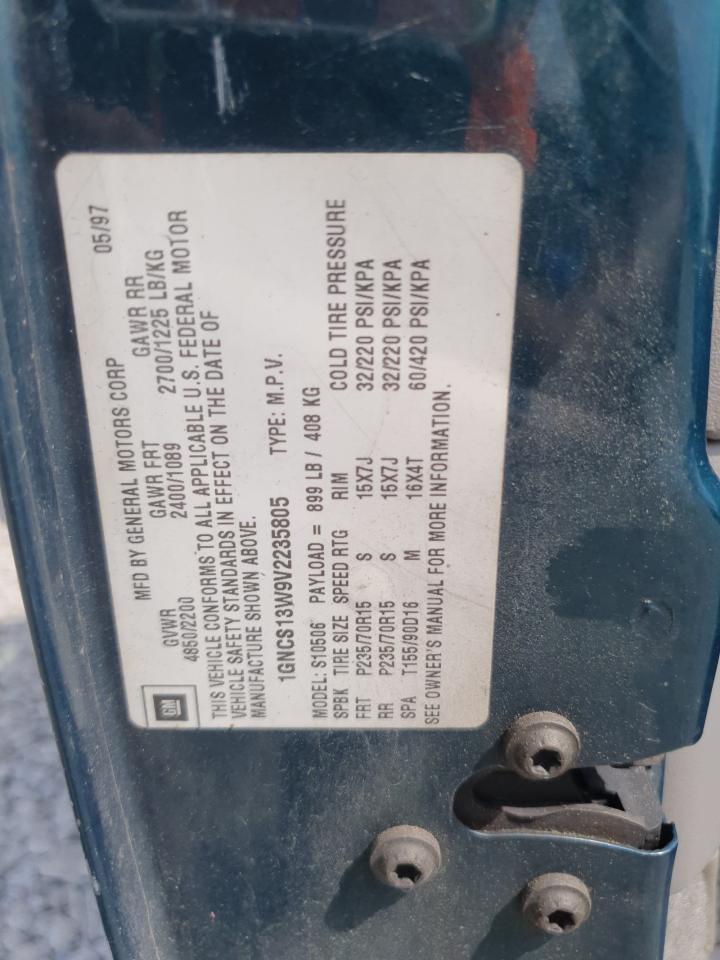 MFD BY GENERAL MOTORS CORP 05/97
GM
GVWR GAWR FRT GAWR RR
4850/2200 2400/1089 2700/1225 LB/KG
THIS VEHICLE CONFORMS TO ALL APPLICABLE U.S. FEDERAL MOTOR
VEHICLE SAFETY STANDARDS IN EFFECT ON THE DATE OF
MANUFACTURE SHOWN ABOVE.
1GNCS13W9V2235805 TYPE: M.P.V.
MODEL: S10506 PAYLOAD = 899 LB / 408 KG
SPBK TIRE SIZE SPEED RTG RIM COLD TIRE PRESSURE
FRT P235/70R15 S 15X7J 32/220 PSI/KPA
RR P235/70R15 S 15X7J 32/220 PSI/KPA
SPA T155/90D16 M 16X4T 60/420 PSI/KPA
SEE OWNER'S MANUAL FOR MORE INFORMATION.